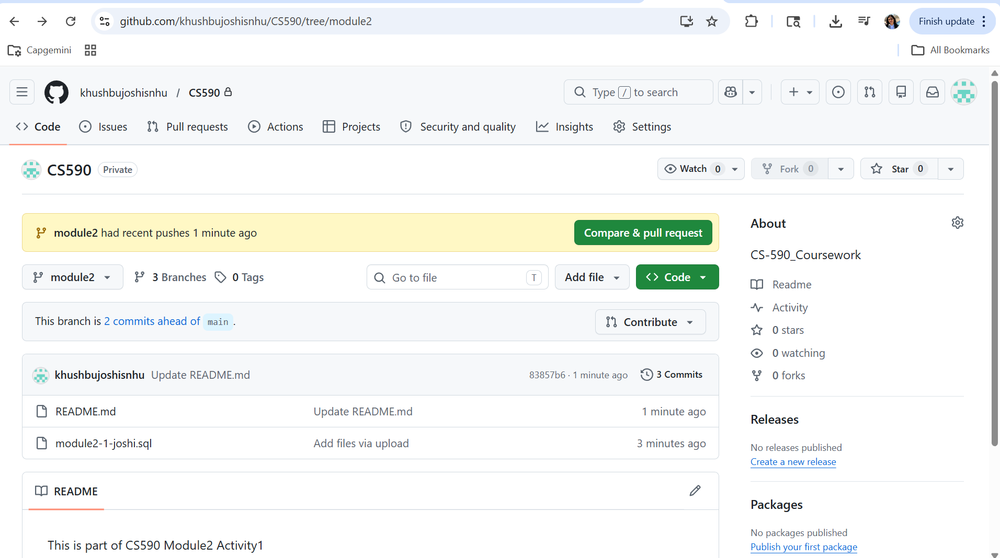 github.com/khushbujoshisnhu/CS590/tree/module2
Finish update
Capgemini
All Bookmarks
khushbujoshisnhu / CS590
Type / to search
Code Issues Pull requests Actions Projects Security and quality Insights Settings
CS590 Private
Watch 0
Fork 0
Star 0
module2 had recent pushes 1 minute ago
Compare & pull request
module2
3 Branches
0 Tags
Go to file
T
Add file
Code
This branch is 2 commits ahead of main.
Contribute
khushbujoshisnhu Update README.md
83857b6 · 1 minute ago
3 Commits
README.md Update README.md 1 minute ago
module2-1-joshi.sql Add files via upload 3 minutes ago
README
This is part of CS590 Module2 Activity1
About
CS-590_Coursework
Readme
Activity
0 stars
0 watching
0 forks
Releases
No releases published
Create a new release
Packages
No packages published
Publish your first package